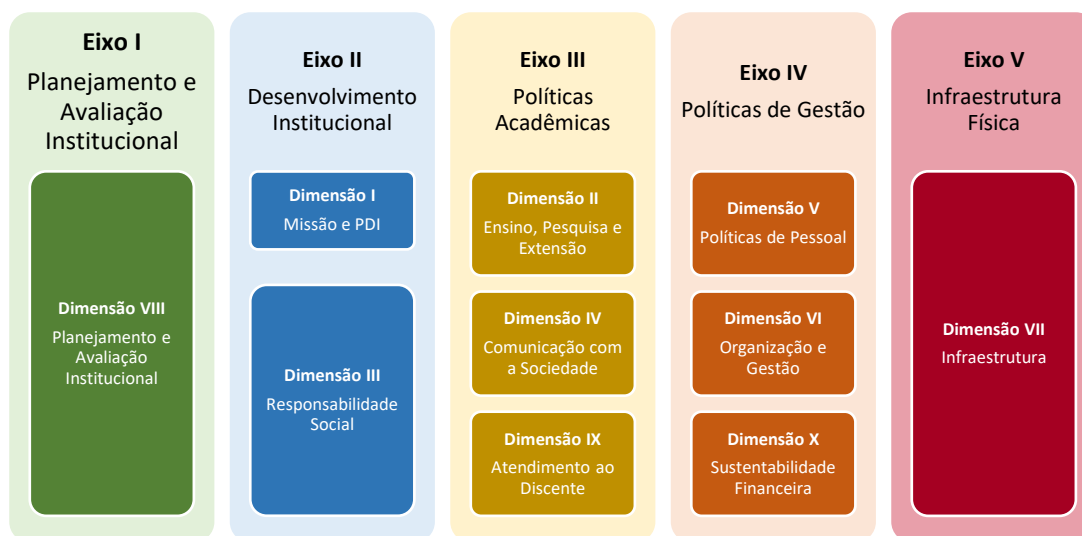 Eixo I
Planejamento e
Avaliação
Institucional
Dimensão VIII
Planejamento e
Avaliação
Institucional
Eixo II
Desenvolvimento
Institucional
Dimensão I
Missão e PDI
Dimensão III
Responsabilidade
Social
Eixo III
Políticas
Acadêmicas
Dimensão II
Ensino, Pesquisa e
Extensão
Dimensão IV
Comunicação com
a Sociedade
Dimensão IX
Atendimento ao
Discente
Eixo IV
Políticas de Gestão
Dimensão V
Políticas de Pessoal
Dimensão VI
Organização e
Gestão
Dimensão X
Sustentabilidade
Financeira
Eixo V
Infraestrutura
Física
Dimensão VII
Infraestrutura